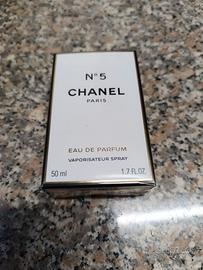 N°5
CHANEL
PARIS
EAU DE PARFUM
VAPORISATEUR SPRAY
50 ml 1.7 FL. OZ.